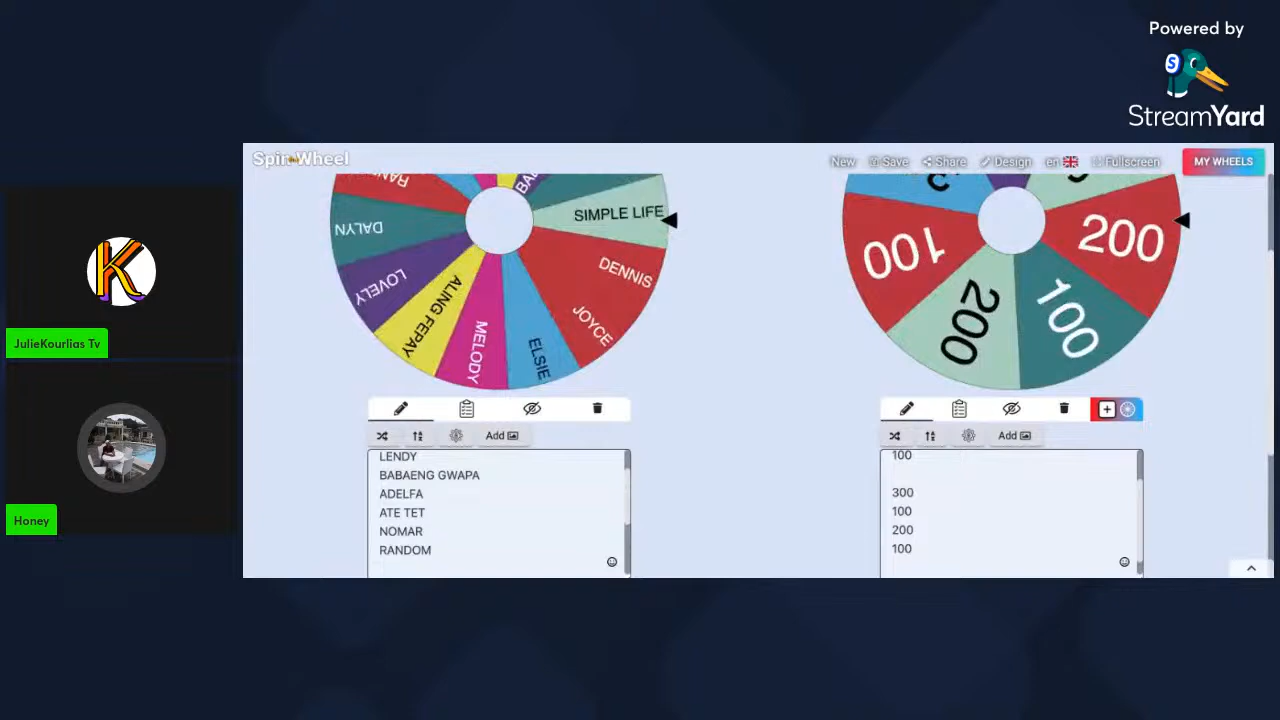 Powered by
S
StreamYard
Spin Wheel
New Save Share Design en Fullscreen MY WHEELS
DALYN
LOVELY
ALING FEPAY
MELODY
ELSIE
JOYCE
DENNIS
SIMPLE LIFE
100
200
100
200
K
JulieKourlias Tv
Honey
Add
LENDY
BABAENG GWAPA
ADELFA
ATE TET
NOMAR
RANDOM
Add
100
300
100
200
100